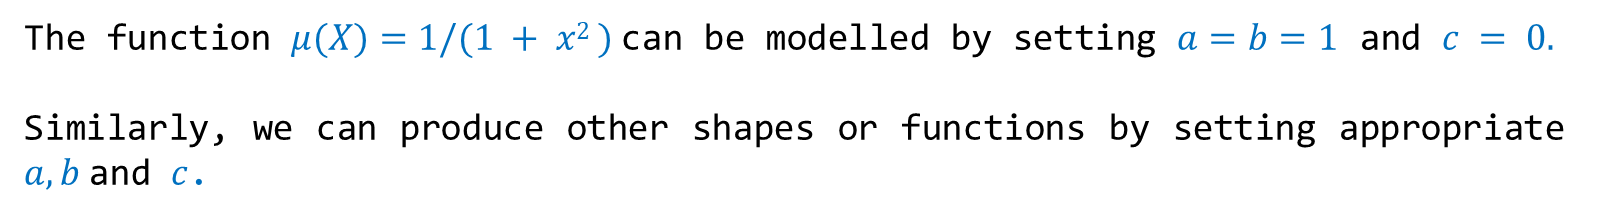 The function μ(X) = 1/(1 + x²) can be modelled by setting a = b = 1 and c = 0.
Similarly, we can produce other shapes or functions by setting appropriate
a, b and c.